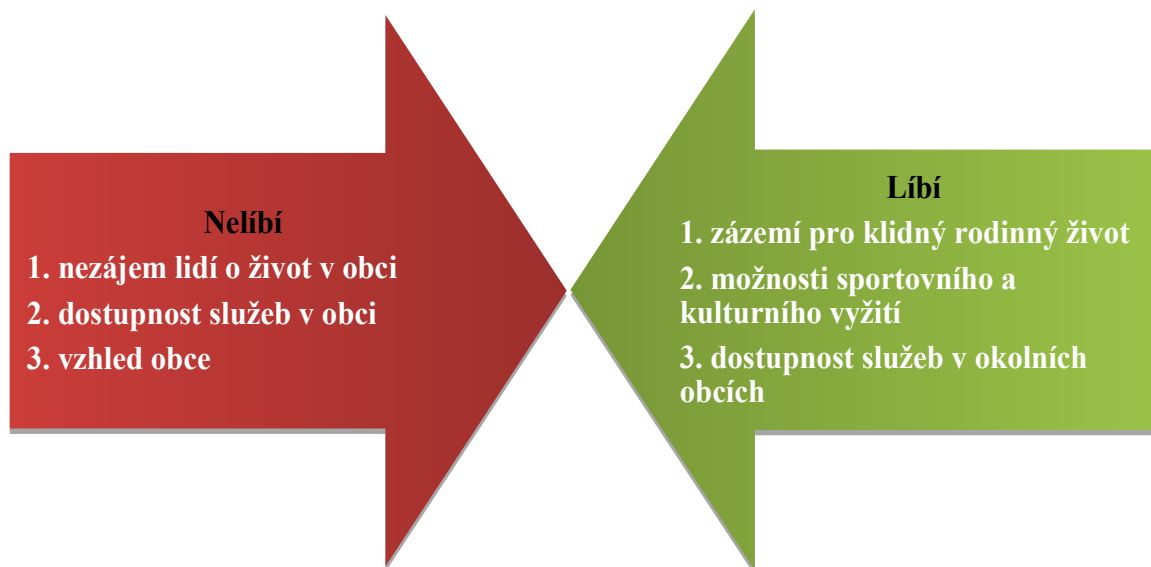 Nelíbí
1. nezájem lidí o život v obci
2. dostupnost služeb v obci
3. vzhled obce
Líbí
1. zázemí pro klidný rodinný život
2. možnosti sportovního a
kulturního vyžití
3. dostupnost služeb v okolních
obcích